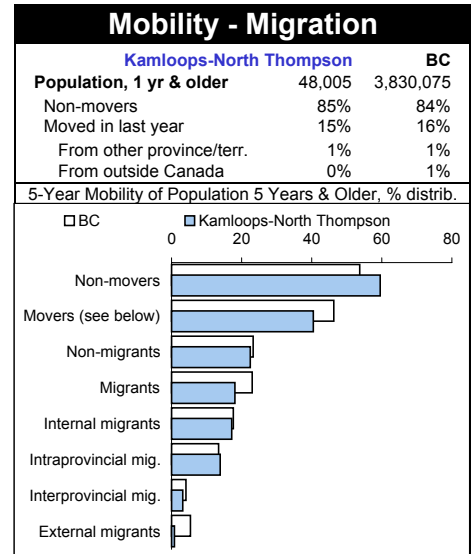 Mobility - Migration
Kamloops-North Thompson BC
Population, 1 yr & older 48,005 3,830,075
Non-movers 85% 84%
Moved in last year 15% 16%
From other province/terr. 1% 1%
From outside Canada 0% 1%
5-Year Mobility of Population 5 Years & Older, % distrib.
BC Kamloops-North Thompson
0 20 40 60 80
Non-movers
Movers (see below)
Non-migrants
Migrants
Internal migrants
Intraprovincial mig.
Interprovincial mig.
External migrants